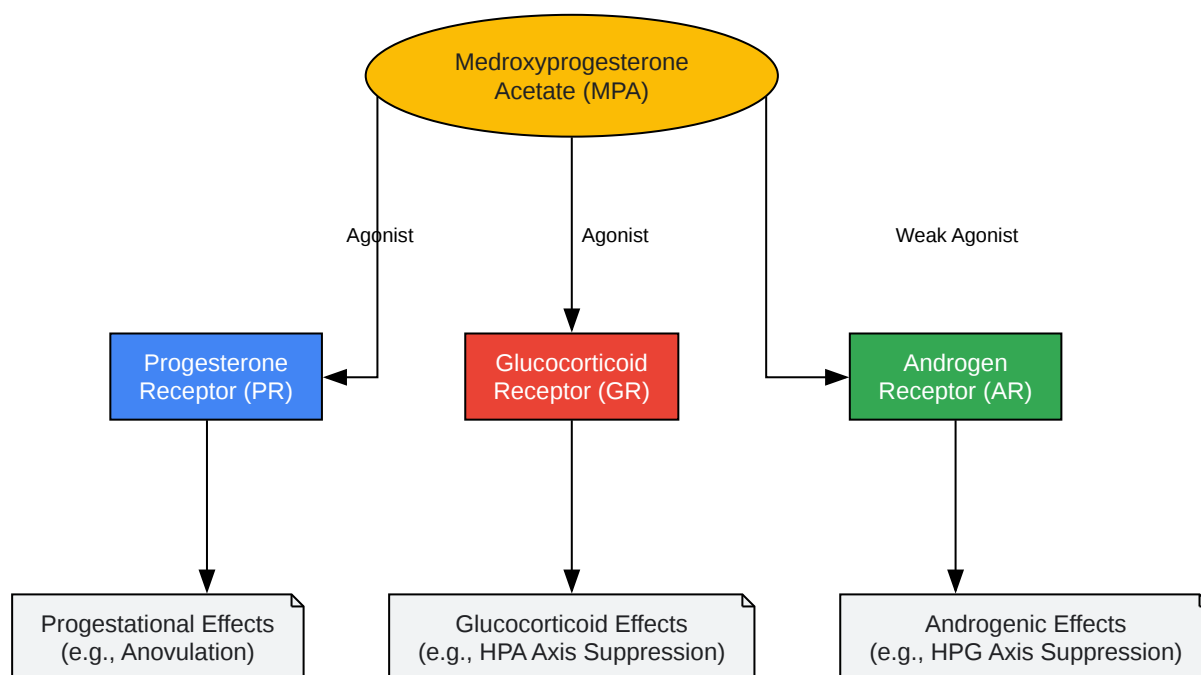 Medroxyprogesterone
Acetate (MPA)
Agonist
Agonist
Weak Agonist
Progesterone
Receptor (PR)
Glucocorticoid
Receptor (GR)
Androgen
Receptor (AR)
Progestational Effects
(e.g., Anovulation)
Glucocorticoid Effects
(e.g., HPA Axis Suppression)
Androgenic Effects
(e.g., HPG Axis Suppression)